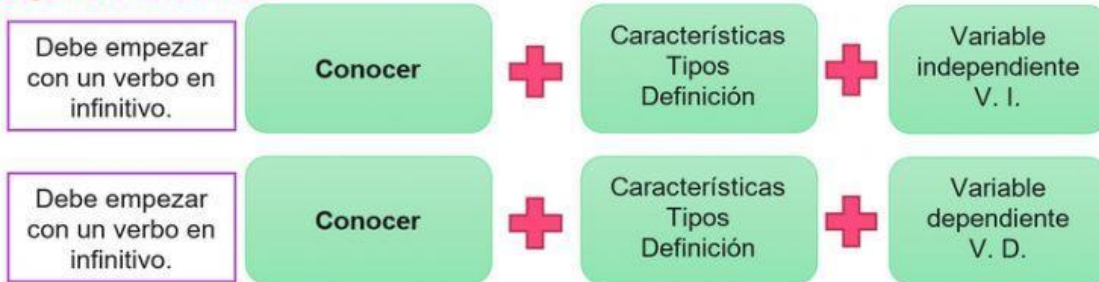 Debe empezar
con un verbo en
infinitivo.
Conocer
Características
Tipos
Definición
Variable
independiente
V. I.
Debe empezar
con un verbo en
infinitivo.
Conocer
Características
Tipos
Definición
Variable
dependiente
V. D.